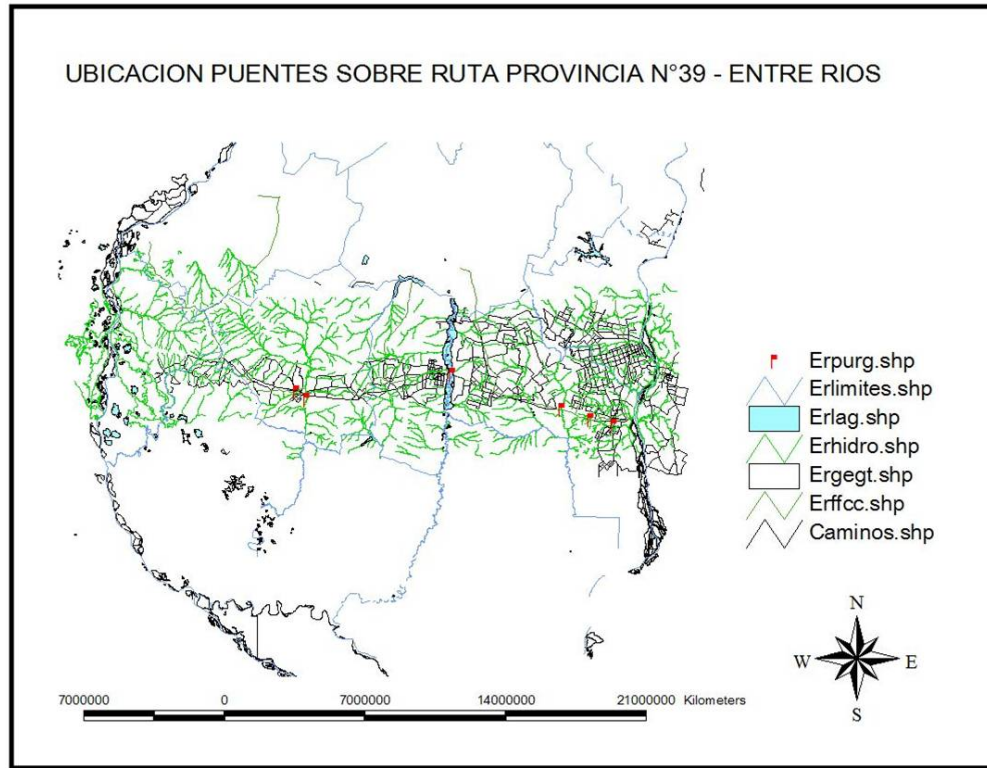 UBICACION PUENTES SOBRE RUTA PROVINCIA N°39 - ENTRE RIOS
Erpurg.shp
Erlimites.shp
Erlag.shp
Erhidro.shp
Ergegt.shp
Erffcc.shp
Caminos.shp
N
W E
S
7000000 0 7000000 14000000 21000000 Kilometers